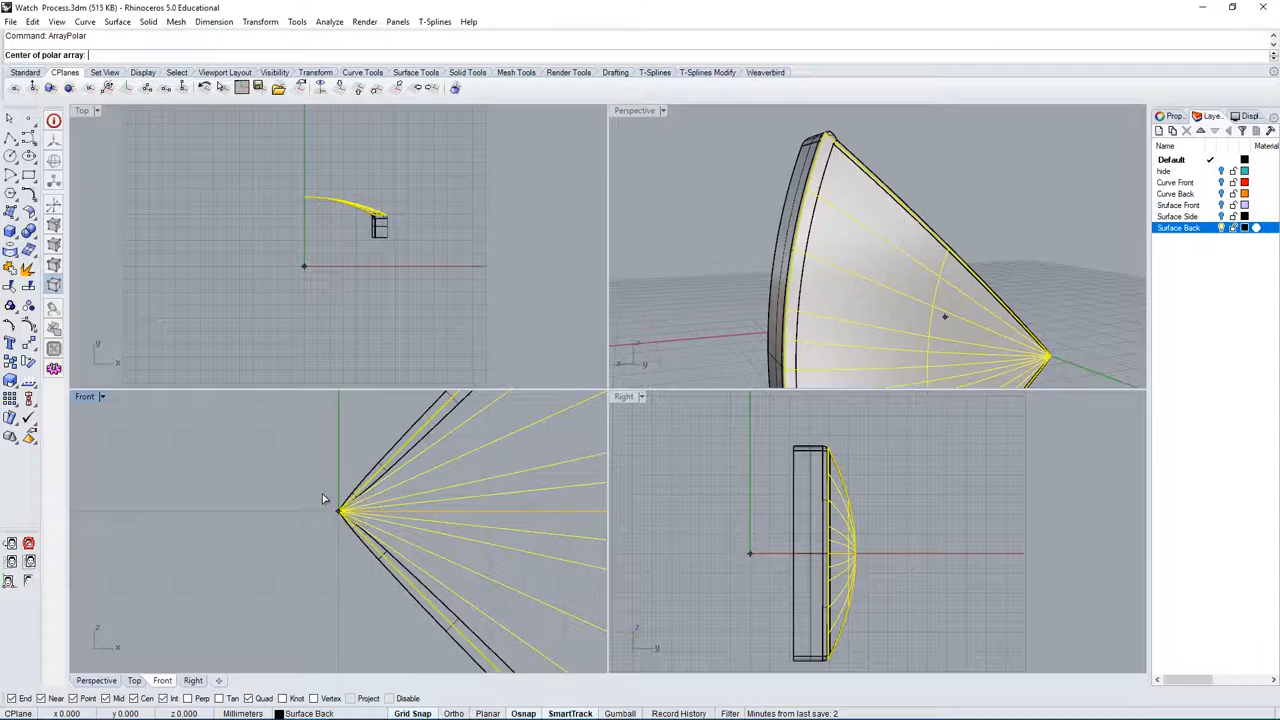 Watch_Process.3dm (515 KB) - Rhinoceros 5.0 Educational
File Edit View Curve Surface Solid Mesh Dimension Transform Tools Analyze Render Panels T-Splines Help
Command: ArrayPolar
Center of polar array:
Standard CPlanes Set View Display Select Viewport Layout Visibility Transform Curve Tools Surface Tools Solid Tools Mesh Tools Render Tools Drafting T-Splines T-Splines Modify Weaverbird
Top
Perspective
Prop... Laye... Displ...
Name Material
Default
hide
Curve Front
Curve Back
Sruface Front
Surface Side
Surface Back
y
x
z
x y
Front
Right
z
x
z
y
Perspective Top Front Right
End Near Point Mid Cen Int Perp Tan Quad Knot Vertex Project Disable
CPlane x 0.000 y 0.000 z 0.000 Millimeters Surface Back Grid Snap Ortho Planar Osnap SmartTrack Gumball Record History Filter Minutes from last save: 2